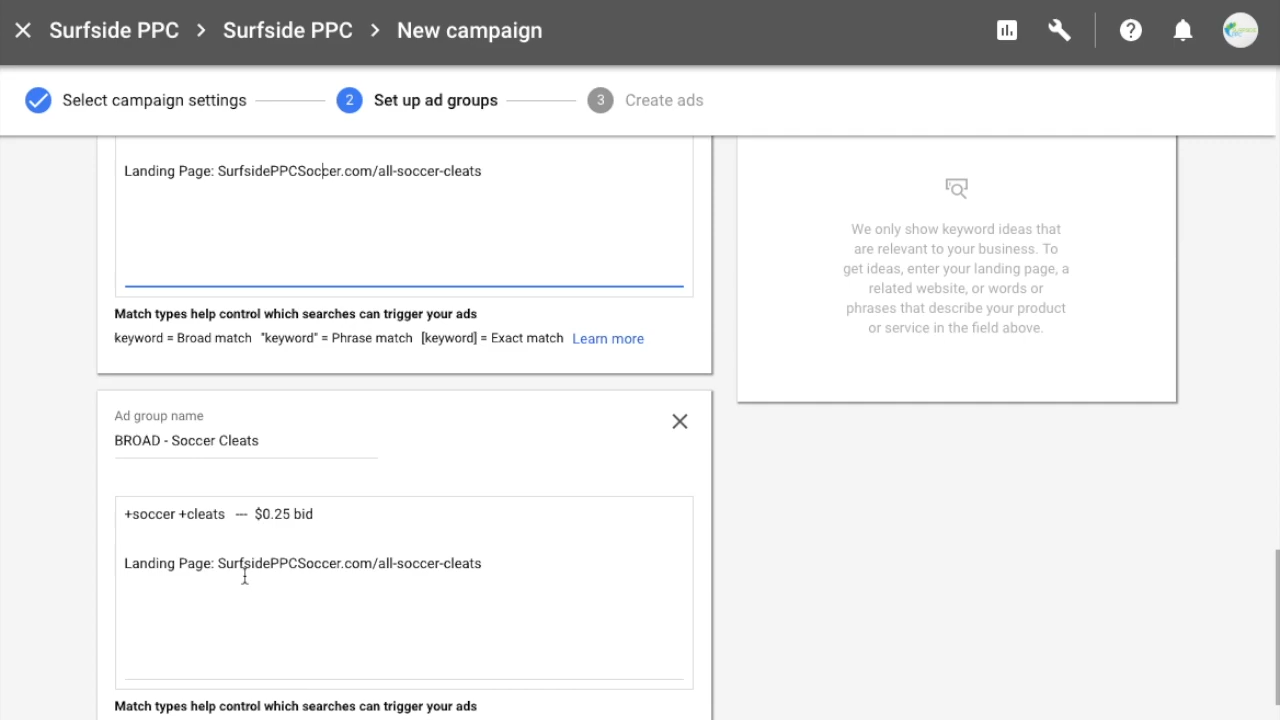 Surfside PPC > Surfside PPC > New campaign
Select campaign settings 2 Set up ad groups 3 Create ads
Landing Page: SurfsidePPCSoccer.com/all-soccer-cleats
Match types help control which searches can trigger your ads
keyword = Broad match "keyword" = Phrase match [keyword] = Exact match Learn more
We only show keyword ideas that
are relevant to your business. To
get ideas, enter your landing page, a
related website, or words or
phrases that describe your product
or service in the field above.
Ad group name
BROAD - Soccer Cleats
+soccer +cleats --- $0.25 bid
Landing Page: SurfsidePPCSoccer.com/all-soccer-cleats
Match types help control which searches can trigger your ads